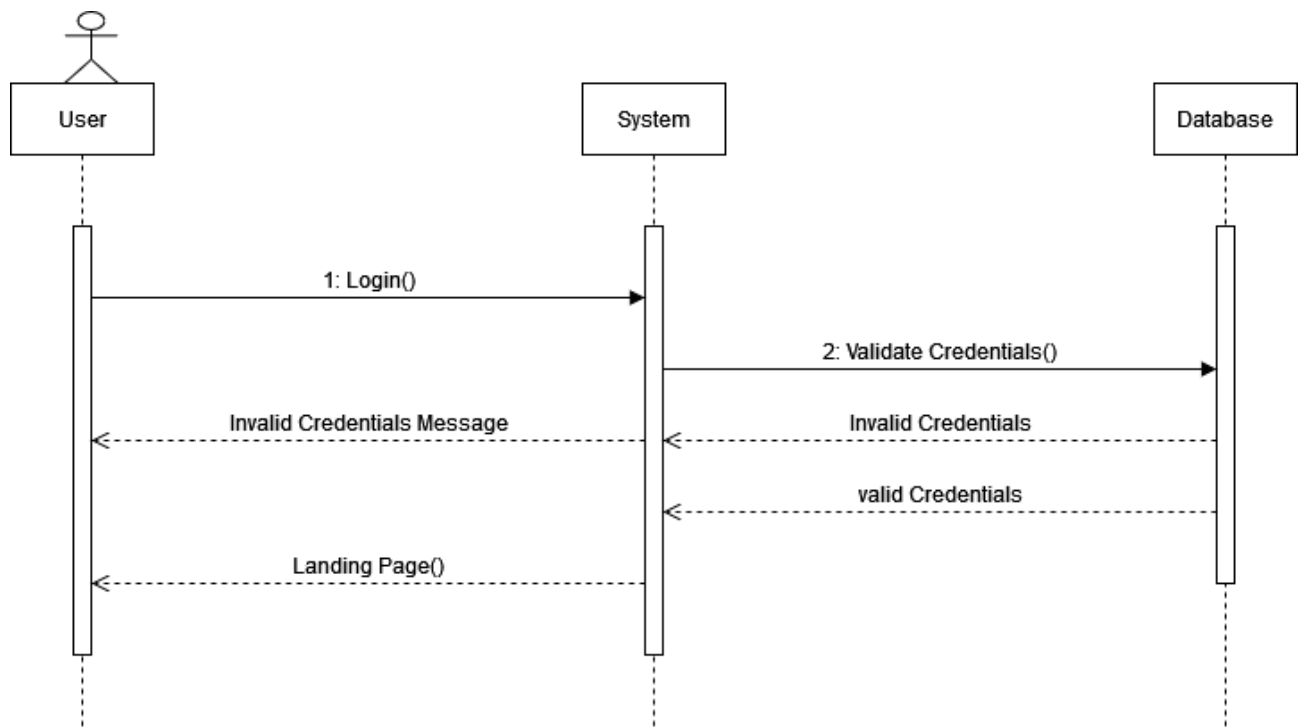 User
System
Database
1: Login()
2: Validate Credentials()
Invalid Credentials Message
Invalid Credentials
valid Credentials
Landing Page()